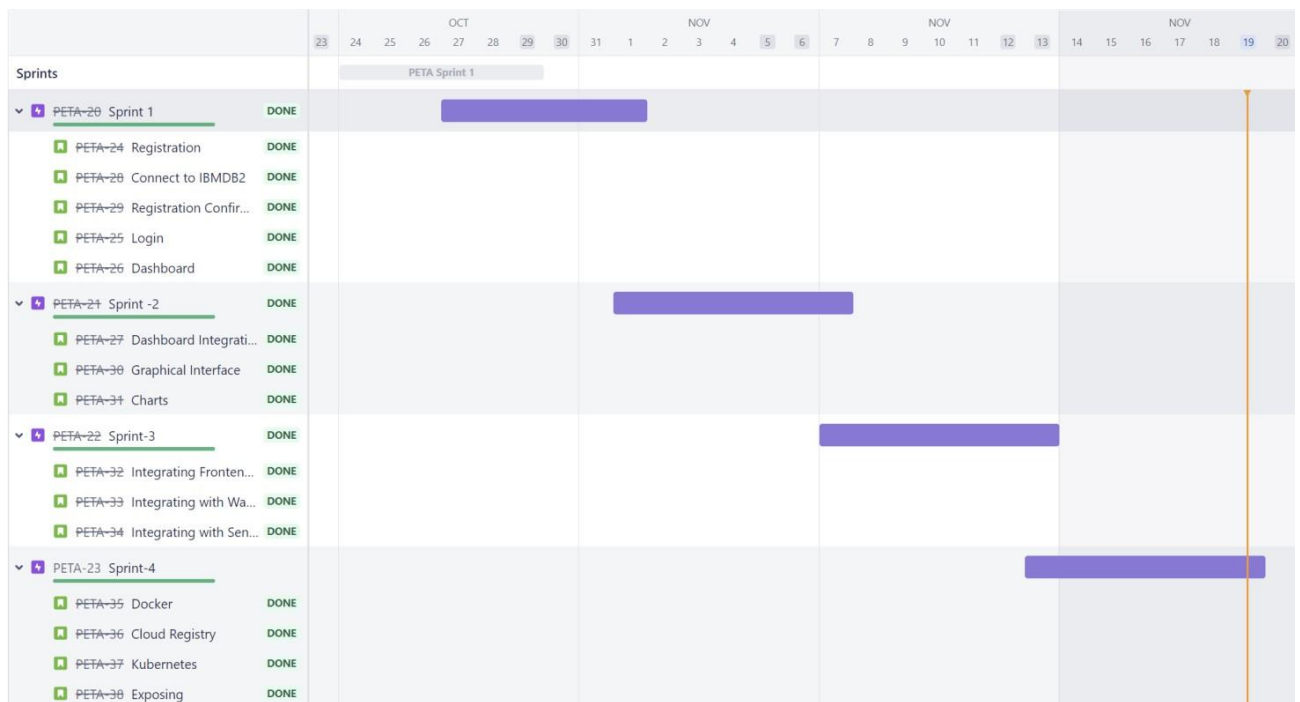 OCT NOV NOV NOV
23 24 25 26 27 28 29 30 31 1 2 3 4 5 6 7 8 9 10 11 12 13 14 15 16 17 18 19 20
Sprints PETA Sprint 1
PETA-20 Sprint 1 DONE
PETA-24 Registration DONE
PETA-28 Connect to IBMDB2 DONE
PETA-29 Registration Confir... DONE
PETA-25 Login DONE
PETA-26 Dashboard DONE
PETA-21 Sprint -2 DONE
PETA-27 Dashboard Integrati... DONE
PETA-30 Graphical Interface DONE
PETA-31 Charts DONE
PETA-22 Sprint-3 DONE
PETA-32 Integrating Fronten... DONE
PETA-33 Integrating with Wa... DONE
PETA-34 Integrating with Sen... DONE
PETA-23 Sprint-4
PETA-35 Docker DONE
PETA-36 Cloud Registry DONE
PETA-37 Kubernetes DONE
PETA-38 Exposing DONE